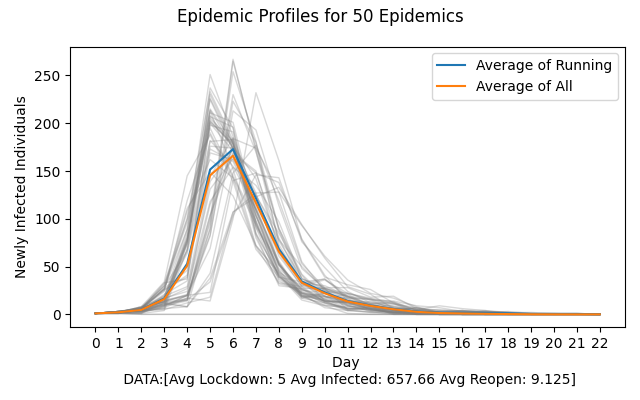 Epidemic Profiles for 50 Epidemics
Average of Running
Average of All
Newly Infected Individuals
250
200
150
100
50
0
0 1 2 3 4 5 6 7 8 9 10 11 12 13 14 15 16 17 18 19 20 21 22
Day
DATA:[Avg Lockdown: 5 Avg Infected: 657.66 Avg Reopen: 9.125]